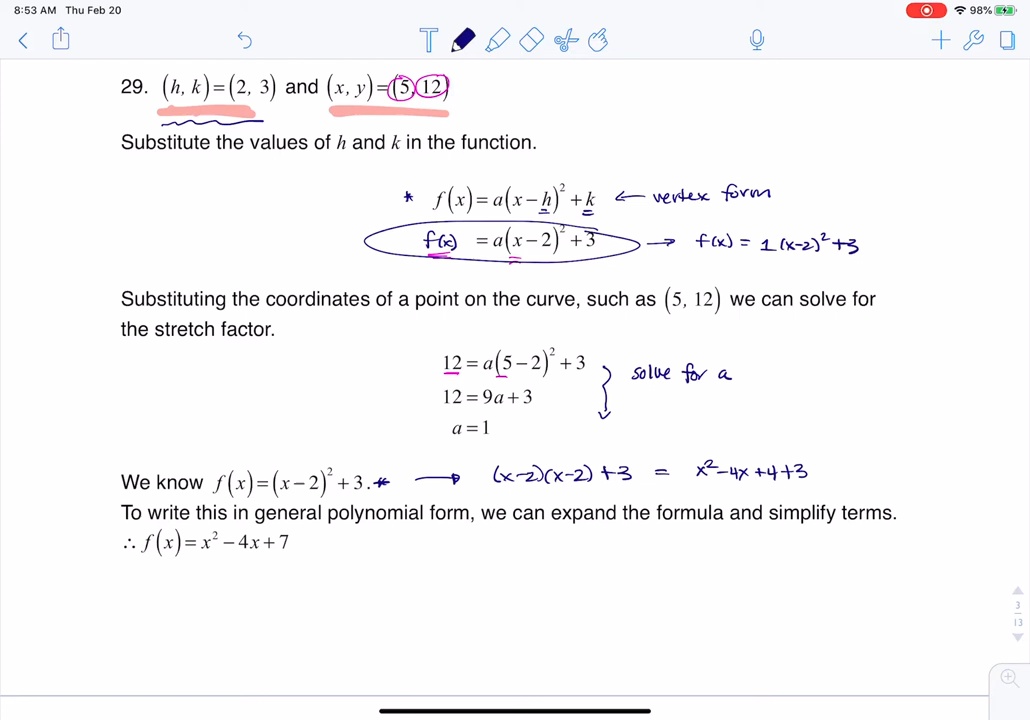 8:53 AM Thu Feb 20
98%
29. (h, k)=(2, 3) and (x, y)=(5, 12)
Substitute the values of h and k in the function.
* f(x)=a(x−h)²+k ← vertex form
f(x) =a(x−2)²+3 → f(x) = 1(x-2)²+3
Substituting the coordinates of a point on the curve, such as (5, 12) we can solve for
the stretch factor.
12=a(5−2)²+3
solve for a
12=9a+3
a=1
We know f(x)=(x−2)²+3.* → (x-2)(x-2)+3 = x²-4x+4+3
To write this in general polynomial form, we can expand the formula and simplify terms.
∴ f(x)=x²−4x+7
3
13